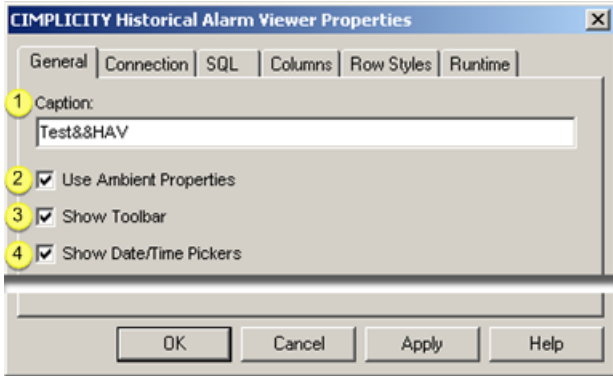 CIMPLICITY Historical Alarm Viewer Properties
General Connection SQL Columns Row Styles Runtime
1 Caption:
Test&&HAV
2 Use Ambient Properties
3 Show Toolbar
4 Show Date/Time Pickers
OK Cancel Apply Help